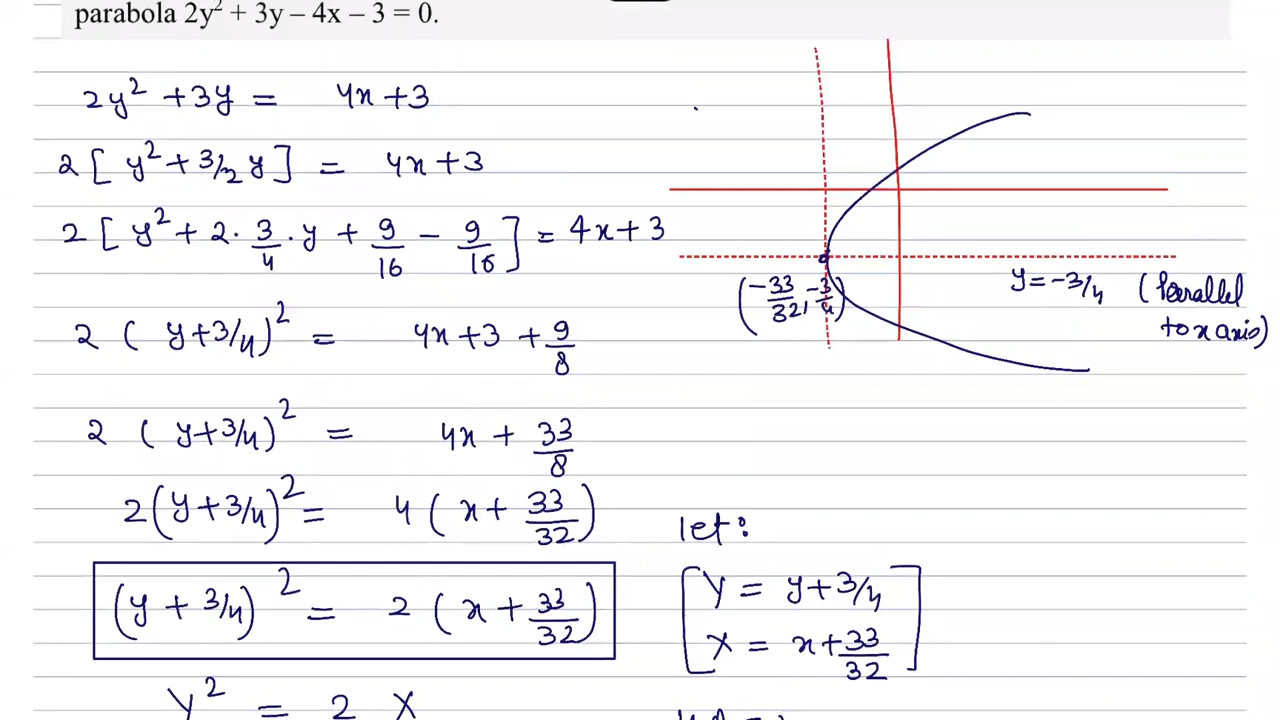 parabola 2y² + 3y – 4x – 3 = 0.
2y² + 3y = 4x + 3
2 [ y² + 3/2 y ] = 4x + 3
2 [ y² + 2 · 3/4 · y + 9/16 − 9/16 ] = 4x + 3
2 ( y + 3/4 )² = 4x + 3 + 9/8
2 ( y + 3/4 )² = 4x + 33/8
2 ( y + 3/4 )² = 4 ( x + 33/32 )
( y + 3/4 )² = 2 ( x + 33/32 )
Y² = 2 X
( −33/32, −3/4 )
y = −3/4 ( Parallel
to x axis )
let:
Y = y + 3/4
X = x + 33/32